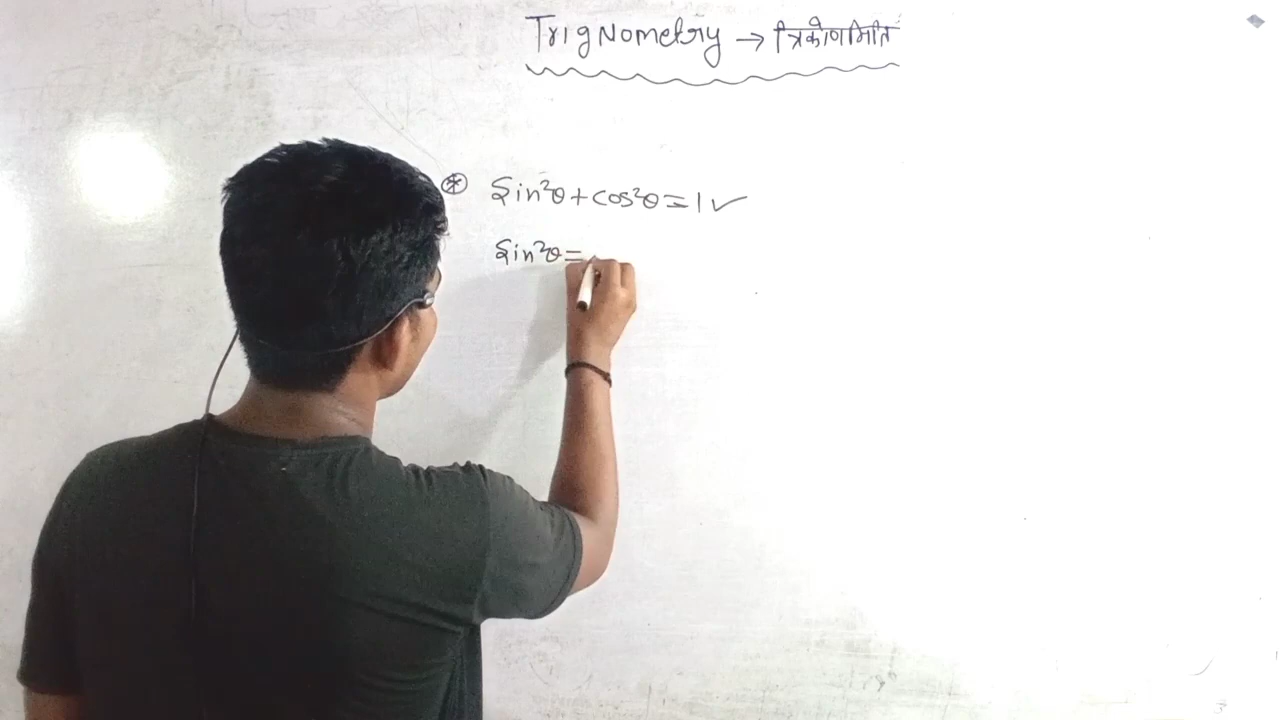 TrigNometry → त्रिकोणमिति
⊛ Sin²θ + cos²θ = 1 ✓
Sin²θ =